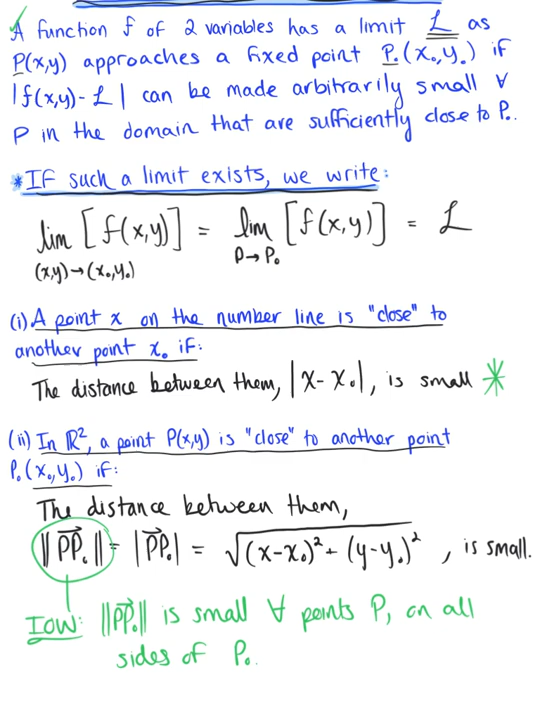 A function f of 2 variables has a limit L as
P(x,y) approaches a fixed point P₀(x₀,y₀) if
|f(x,y) - L| can be made arbitrarily small ∀
P in the domain that are sufficiently close to P₀.
*IF such a limit exists, we write:
lim [f(x,y)] = lim [f(x,y)] = L
(x,y)→(x₀,y₀) P→P₀
(i) A point x on the number line is "close" to
another point x₀ if:
The distance between them, |x-x₀|, is small *
(ii) In ℝ², a point P(x,y) is "close" to another point
P₀(x₀,y₀) if:
The distance between them,
||PP₀|| = |PP₀| = √(x-x₀)² + (y-y₀)² , is small.
IOW: ||PP₀|| is small ∀ points P, on all
sides of P₀.